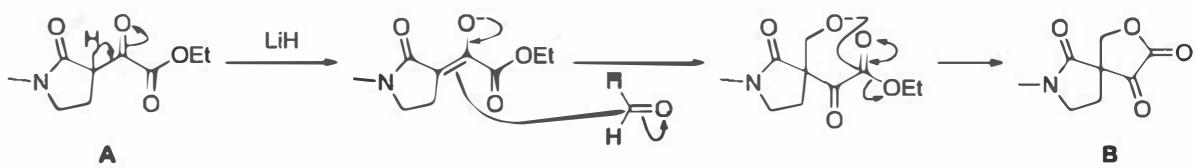 O H O OEt
N O
A
LiH
O O- OEt
N O
H
O
H
O O- O
N O OEt
O O O
N O
B